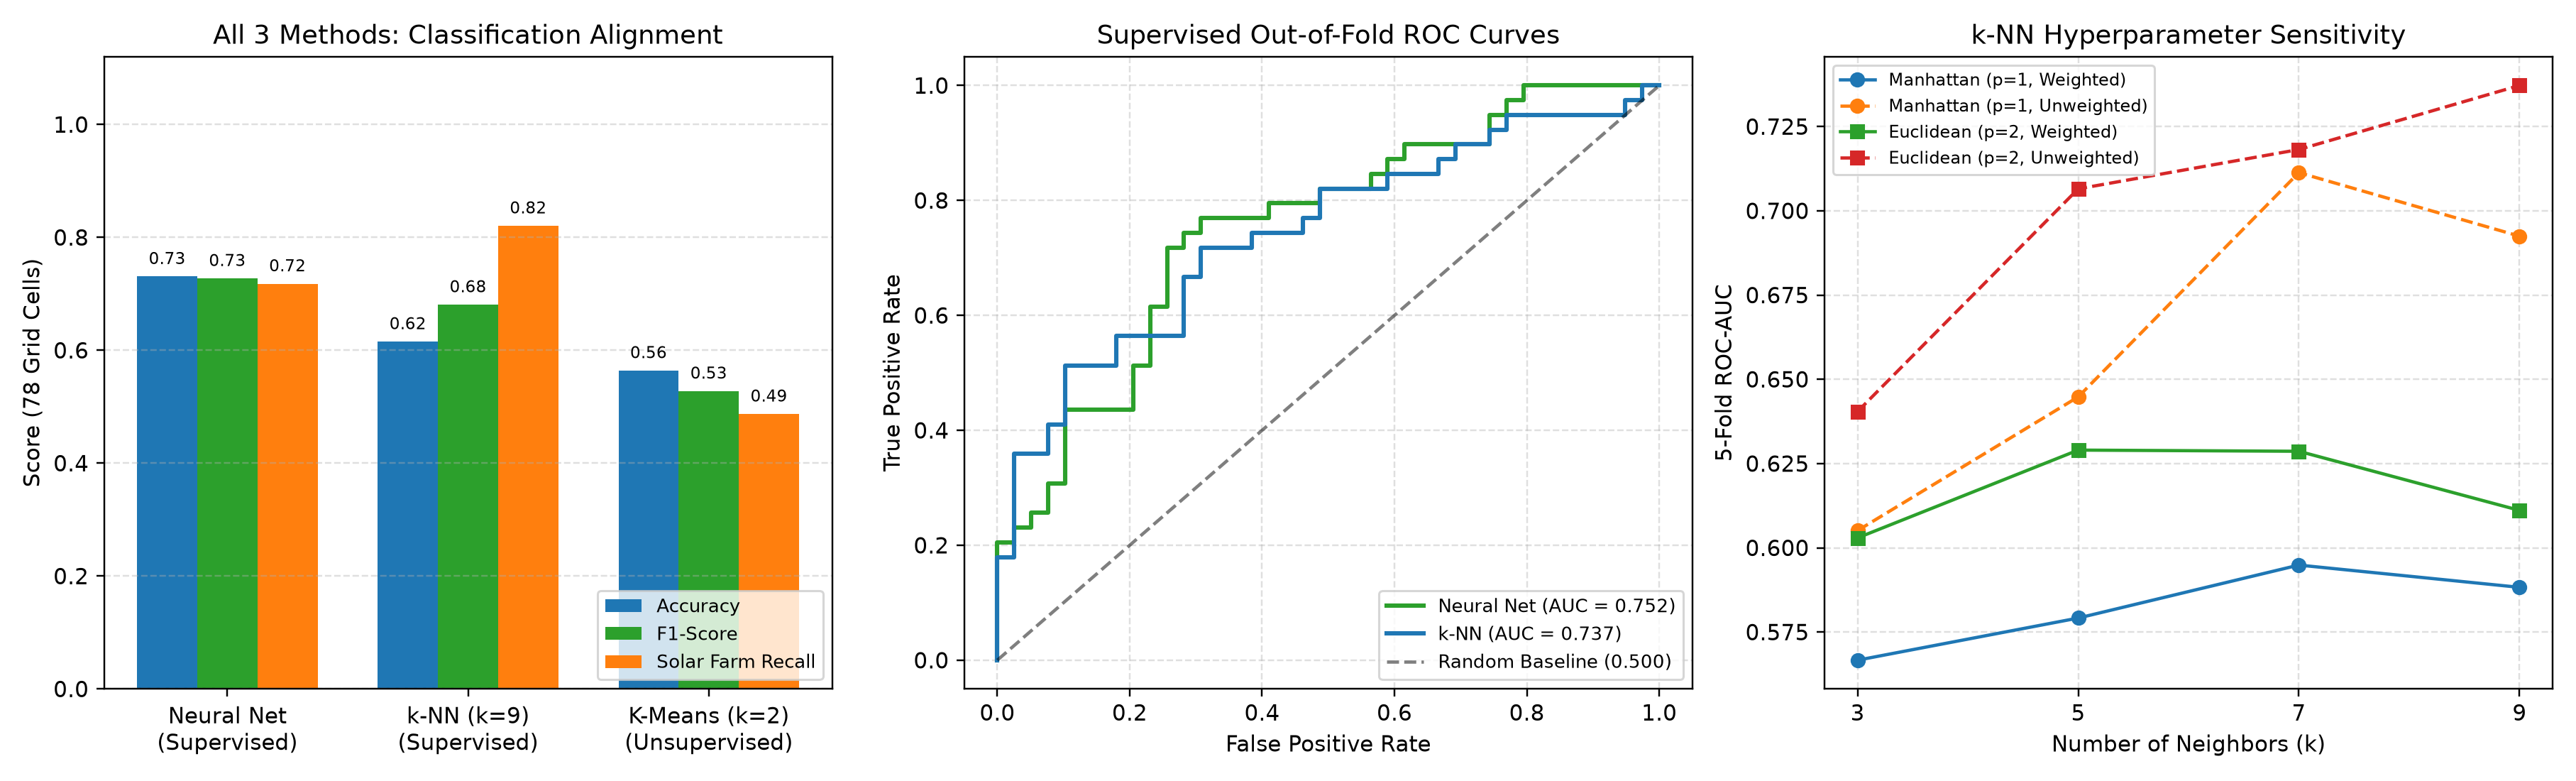 All 3 Methods: Classification Alignment
Score (78 Grid Cells)
1.0
0.8
0.6
0.4
0.2
0.0
0.73
0.73
0.72
0.62
0.68
0.82
0.56
0.53
0.49
Accuracy
F1-Score
Solar Farm Recall
Neural Net
(Supervised)
k-NN (k=9)
(Supervised)
K-Means (k=2)
(Unsupervised)
Supervised Out-of-Fold ROC Curves
True Positive Rate
1.0
0.8
0.6
0.4
0.2
0.0
Neural Net (AUC = 0.752)
k-NN (AUC = 0.737)
Random Baseline (0.500)
0.0 0.2 0.4 0.6 0.8 1.0
False Positive Rate
k-NN Hyperparameter Sensitivity
5-Fold ROC-AUC
Manhattan (p=1, Weighted)
Manhattan (p=1, Unweighted)
Euclidean (p=2, Weighted)
Euclidean (p=2, Unweighted)
0.725
0.700
0.675
0.650
0.625
0.600
0.575
3 5 7 9
Number of Neighbors (k)